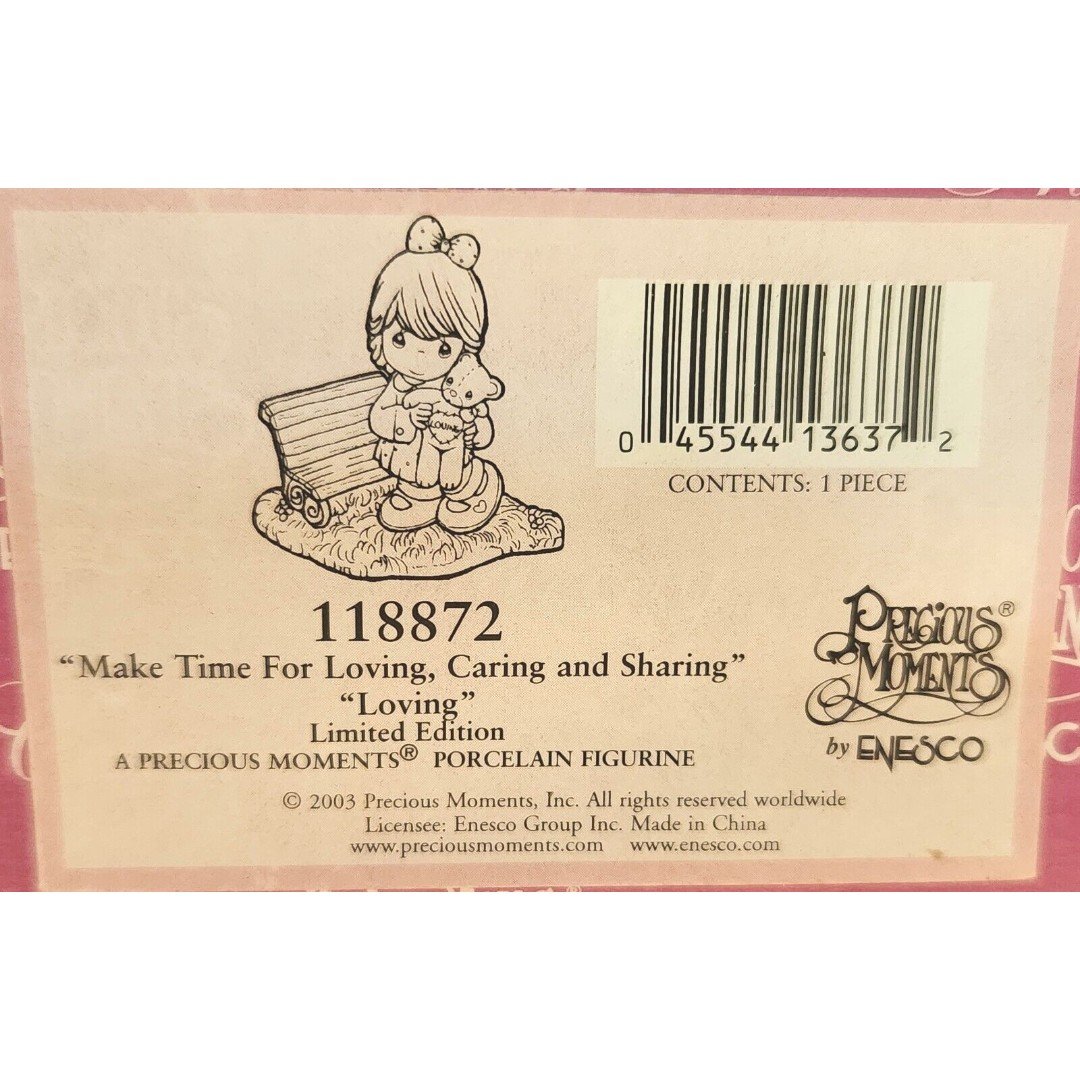 LOVING
0 45544 13637 2
CONTENTS: 1 PIECE
118872
“Make Time For Loving, Caring and Sharing”
“Loving”
Limited Edition
A PRECIOUS MOMENTS® PORCELAIN FIGURINE
PRECIOUS®
MOMENTS
by ENESCO
© 2003 Precious Moments, Inc. All rights reserved worldwide
Licensee: Enesco Group Inc. Made in China
www.preciousmoments.com www.enesco.com